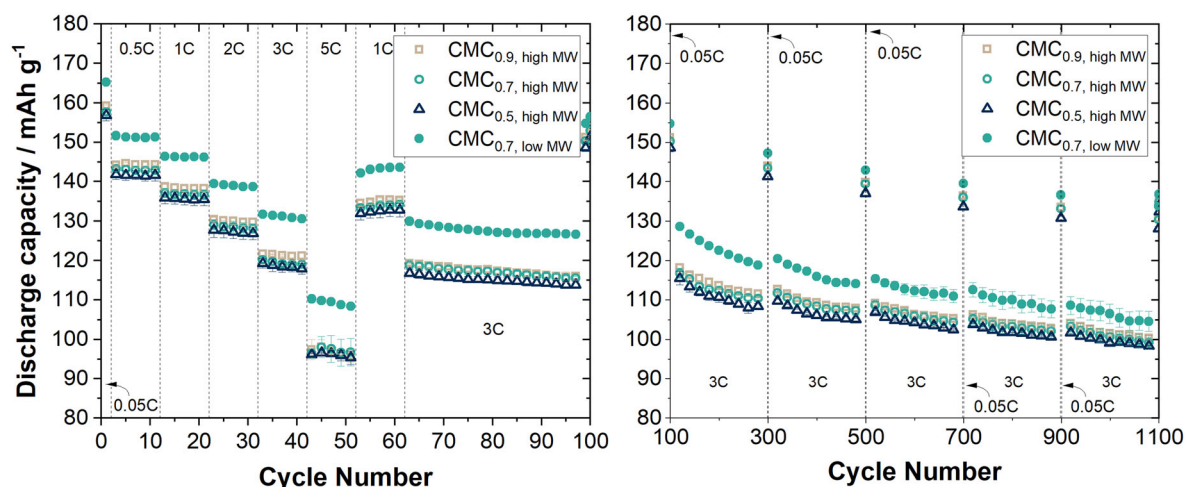 Discharge capacity / mAh g⁻¹
180
170
160
150
140
130
120
110
100
90
80
0.5C 1C 2C 3C 5C 1C
CMC0.9, high MW
CMC0.7, high MW
CMC0.5, high MW
CMC0.7, low MW
3C
0.05C
0 10 20 30 40 50 60 70 80 90 100
Cycle Number
180
170
160
150
140
130
120
110
100
90
80
0.05C 0.05C 0.05C
CMC0.9, high MW
CMC0.7, high MW
CMC0.5, high MW
CMC0.7, low MW
3C 3C 3C 3C 3C
0.05C 0.05C
100 300 500 700 900 1100
Cycle Number